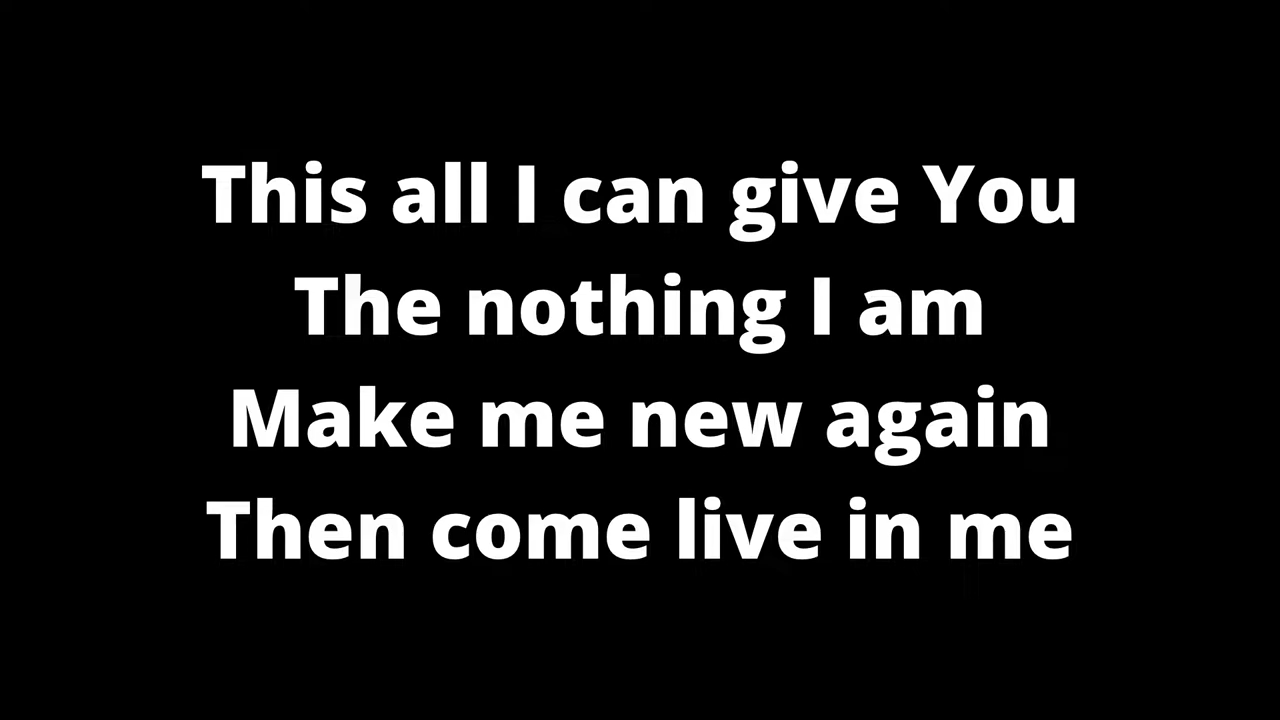 This all I can give You
The nothing I am
Make me new again
Then come live in me